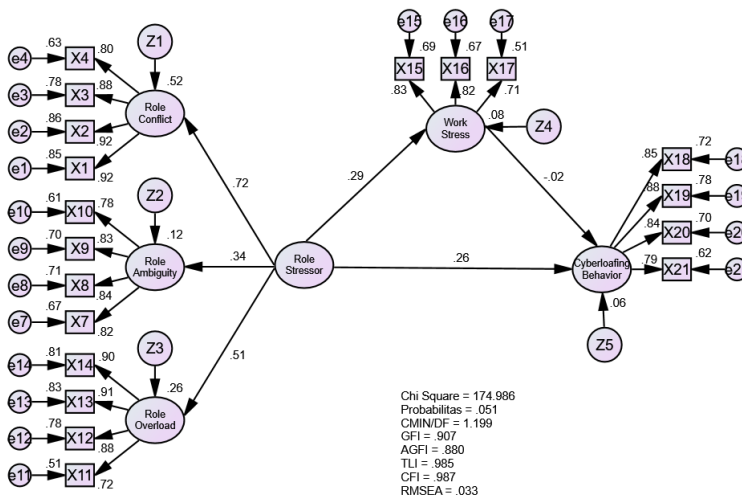 Z1
e4
.63
X4
.80
e3
.78
X3
.88
.52
Role
Conflict
e2
.86
X2
.92
e1
.85
X1
.92
Z2
e10
.61
X10
.78
e9
.70
X9
.83
.12
Role
Ambiguity
e8
.71
X8
.84
e7
.67
X7
.82
Z3
e14
.81
X14
.90
e13
.83
X13
.91
.26
Role
Overload
e12
.78
X12
.88
e11
.51
X11
.72
.72
.34
.51
Role
Stressor
.29
.26
e15
e16
e17
.69
.67
.51
X15
X16
X17
.83
.82
.71
Work
Stress
.08
Z4
-.02
Cyberloafing
Behavior
.06
Z5
.85
X18
.72
.88
X19
.78
.84
X20
.70
.79
X21
.62
Chi Square = 174.986
Probabilitas = .051
CMIN/DF = 1.199
GFI = .907
AGFI = .880
TLI = .985
CFI = .987
RMSEA = .033